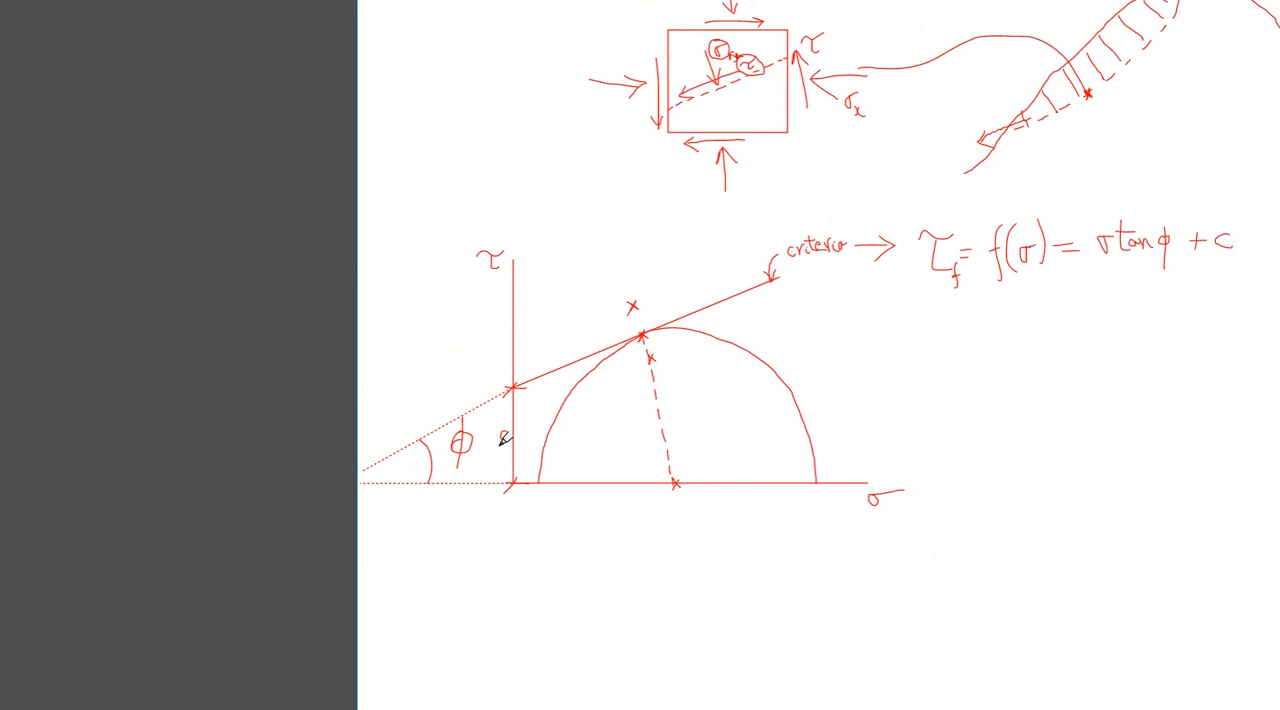 τ
σ
τ
σx
criteria → τf = f(σ) = σ tan ϕ + c
τ
ϕ
σ